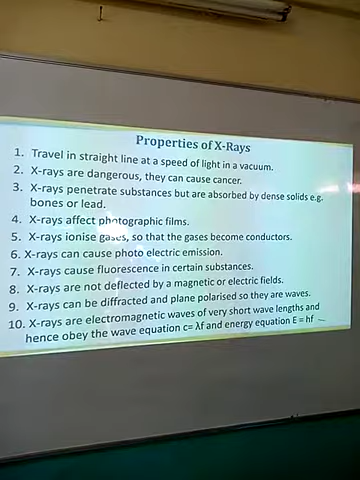 Properties of X-Rays
1. Travel in straight line at a speed of light in a vacuum.
2. X-rays are dangerous, they can cause cancer.
3. X-rays penetrate substances but are absorbed by dense solids e.g.
bones or lead.
4. X-rays affect photographic films.
5. X-rays ionise gases, so that the gases become conductors.
6. X-rays can cause photo electric emission.
7. X-rays cause fluorescence in certain substances.
8. X-rays are not deflected by a magnetic or electric fields.
9. X-rays can be diffracted and plane polarised so they are waves.
10. X-rays are electromagnetic waves of very short wave lengths and
hence obey the wave equation c= λf and energy equation E = hf